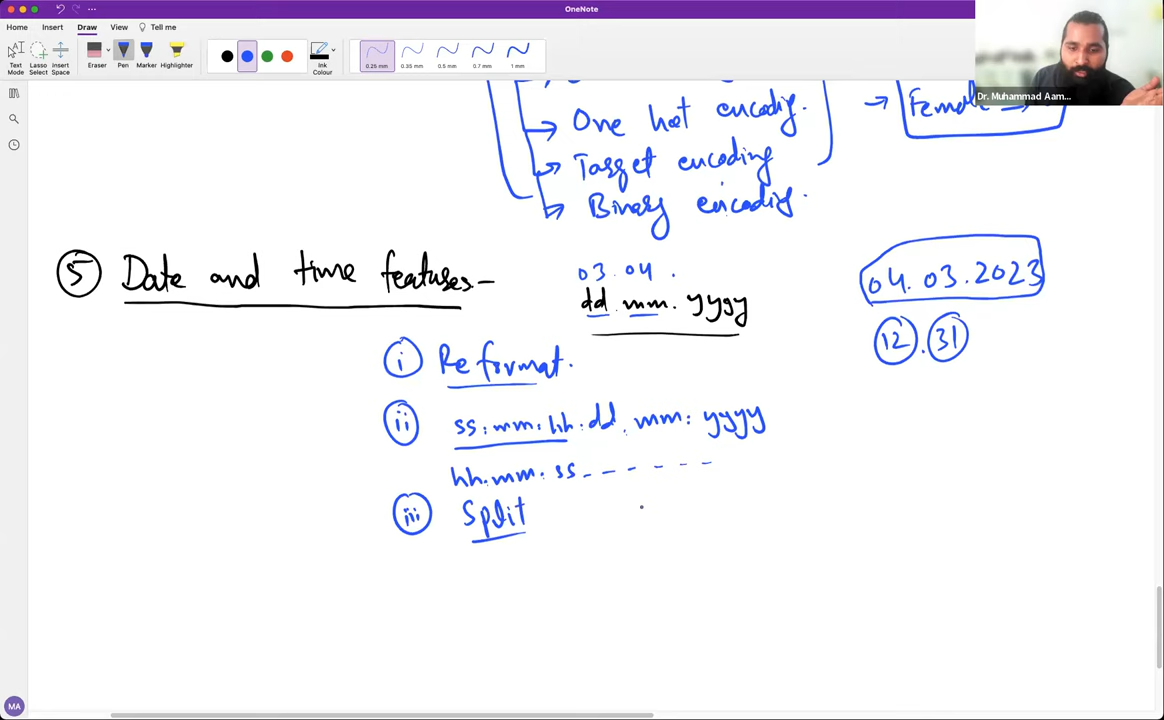 OneNote
Home Insert Draw View Tell me
Text Mode Lasso Select Insert Space Eraser Pen Marker Highlighter Ink Colour 0.25 mm 0.35 mm 0.5 mm 0.7 mm 1 mm
Dr. Muhammad Aam...
→ One hot encodig.
→ Female →
→ Target encoding
→ Binary encodig.
5 Date and time features-
03.04.
dd.mm.yyyy
04.03.2023
12.31
i Reformat.
ii ss:mm:hh:dd.mm:yyyy
hh:mm:ss------
iii Split
MA